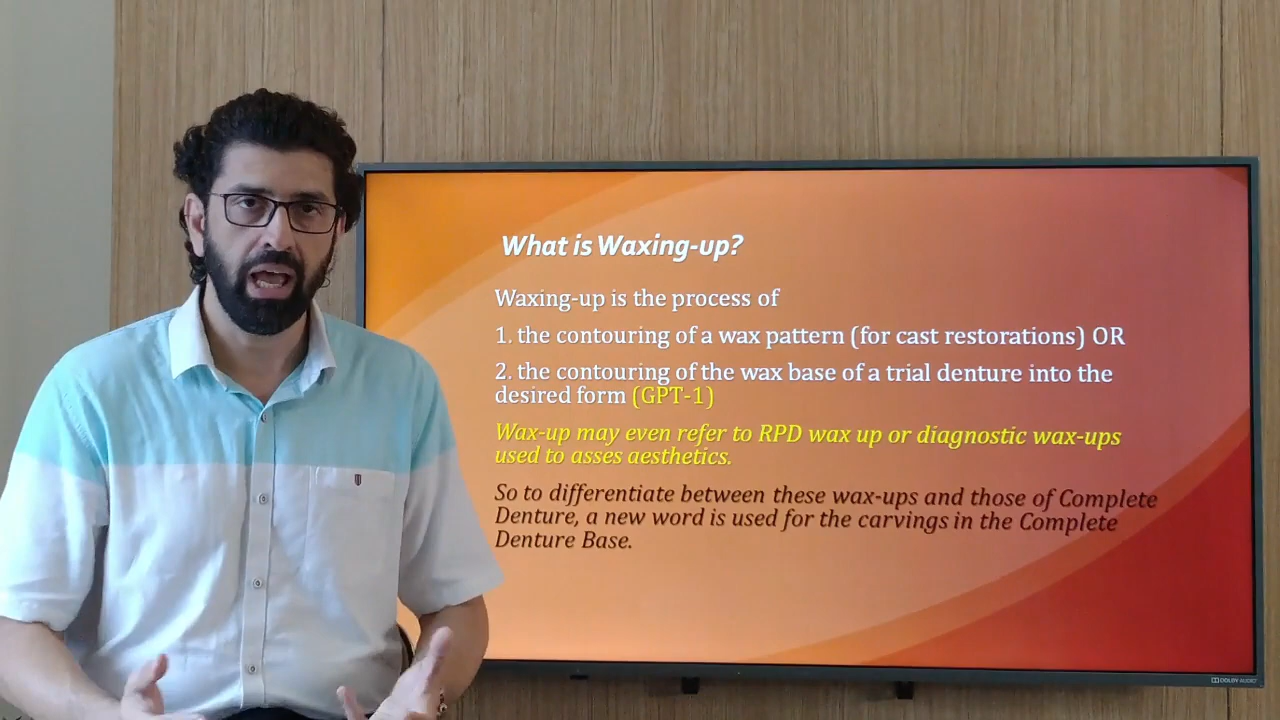 What is Waxing-up?
Waxing-up is the process of
1. the contouring of a wax pattern (for cast restorations) OR
2. the contouring of the wax base of a trial denture into the
desired form (GPT-1)
Wax-up may even refer to RPD wax up or diagnostic wax-ups
used to asses aesthetics.
So to differentiate between these wax-ups and those of Complete
Denture, a new word is used for the carvings in the Complete
Denture Base.
DOLBY AUDIO